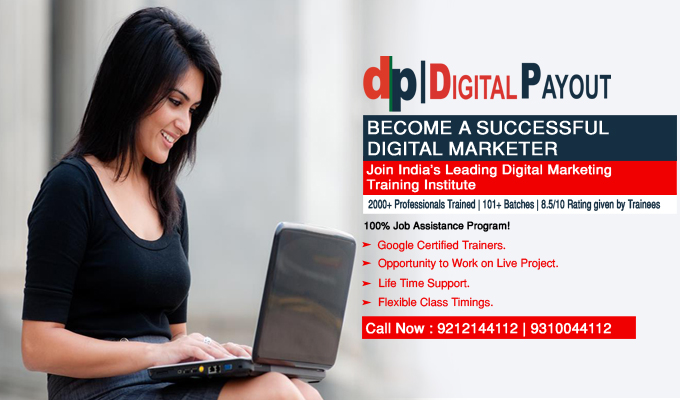 dp|DIGITAL PAYOUT
BECOME A SUCCESSFUL
DIGITAL MARKETER
Join India's Leading Digital Marketing
Training Institute
2000+ Professionals Trained | 101+ Batches | 8.5/10 Rating given by Trainees
100% Job Assistance Program!
➤ Google Certified Trainers.
➤ Opportunity to Work on Live Project.
➤ Life Time Support.
➤ Flexible Class Timings.
Call Now : 9212144112 | 9310044112